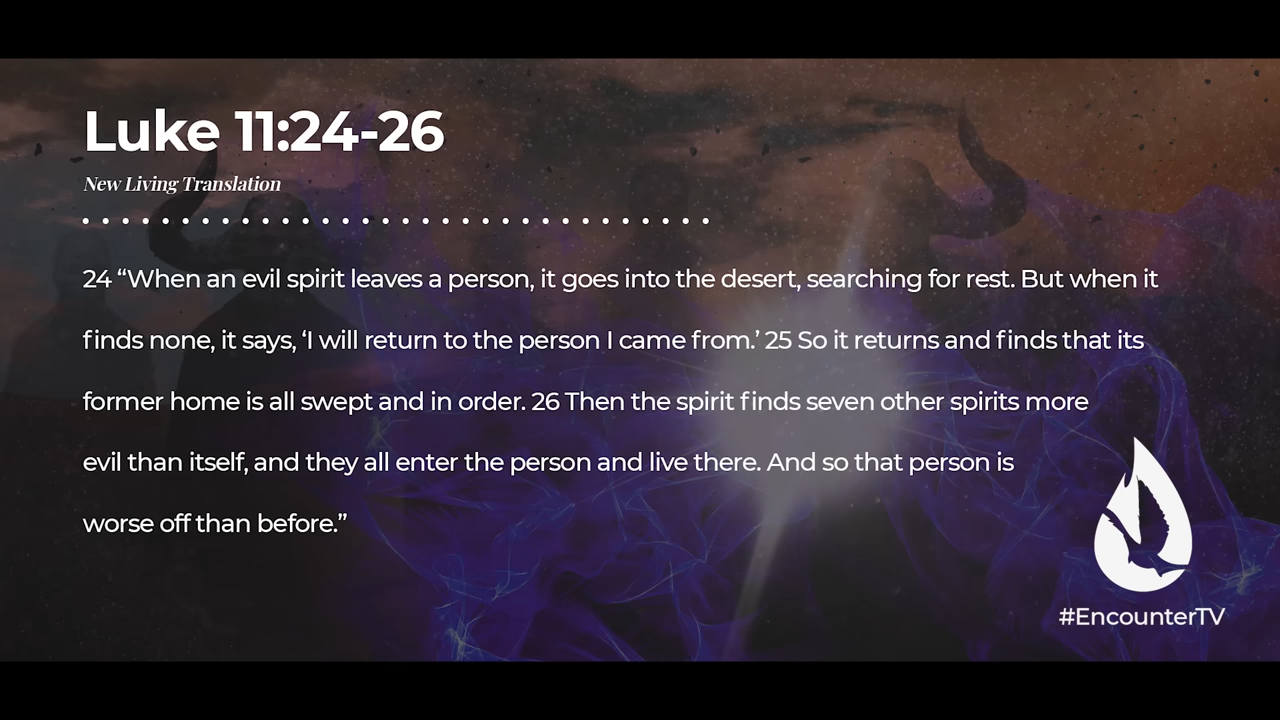 Luke 11:24-26
New Living Translation
24 “When an evil spirit leaves a person, it goes into the desert, searching for rest. But when it
finds none, it says, ‘I will return to the person I came from.’ 25 So it returns and finds that its
former home is all swept and in order. 26 Then the spirit finds seven other spirits more
evil than itself, and they all enter the person and live there. And so that person is
worse off than before.”
#EncounterTV